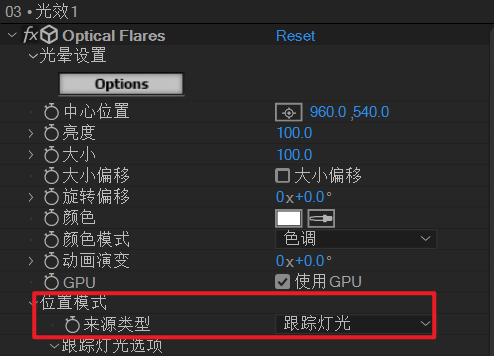 03 • 光效1
fx Optical Flares Reset
光晕设置
Options
中心位置 960.0 ,540.0
亮度 100.0
大小 100.0
大小偏移 大小偏移
旋转偏移 0x+0.0°
颜色
颜色模式 色调
动画演变 0x+0.0°
GPU 使用GPU
位置模式
来源类型 跟踪灯光
跟踪灯光选项